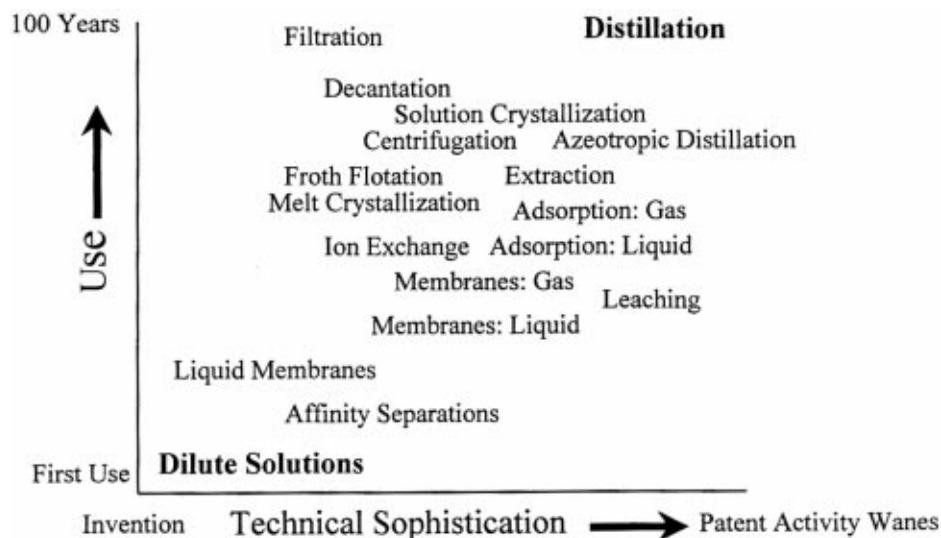 100 Years
Filtration
Distillation
Decantation
Solution Crystallization
Centrifugation
Azeotropic Distillation
Froth Flotation
Extraction
Melt Crystallization
Adsorption: Gas
Ion Exchange
Adsorption: Liquid
Membranes: Gas
Leaching
Membranes: Liquid
Liquid Membranes
Affinity Separations
Use
First Use
Dilute Solutions
Invention
Technical Sophistication
Patent Activity Wanes